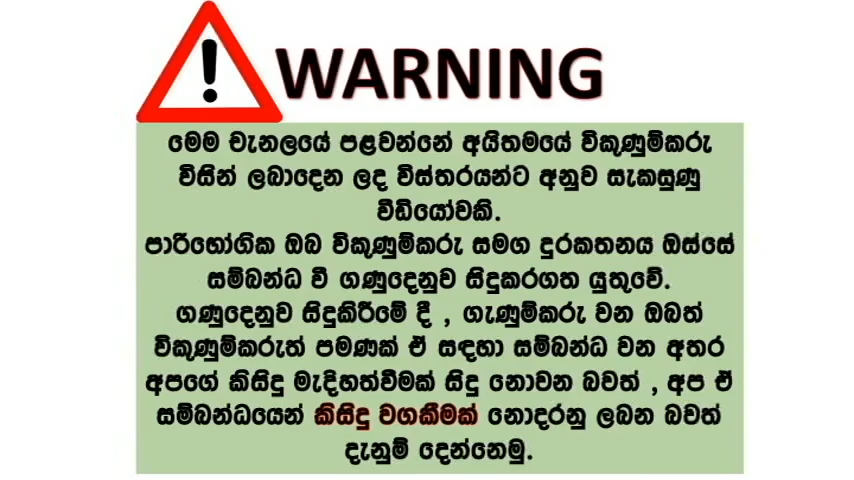 WARNING
මෙම චැනලයේ පළවන්නේ අයිතමයේ විකුණුම්කරු
විසින් ලබාදෙන ලද විස්තරයන්ට අනුව සැකසුණු
වීඩියෝවකි.
පාරිභෝගික ඔබ විකුණුම්කරු සමග දුරකතනය ඔස්සේ
සම්බන්ධ වී ගණුදෙනුව සිදුකරගත යුතුවේ.
ගණුදෙනුව සිදුකිරීමේ දී , ගැණුම්කරු වන ඔබත්
විකුණුම්කරුත් පමණක් ඒ සඳහා සම්බන්ධ වන අතර
අපගේ කිසිදු මැදිහත්වීමක් සිදු නොවන බවත් , අප ඒ
සම්බන්ධයෙන් කිසිදු වගකීමක් නොදරනු ලබන බවත්
දැනුම් දෙන්නෙමු.